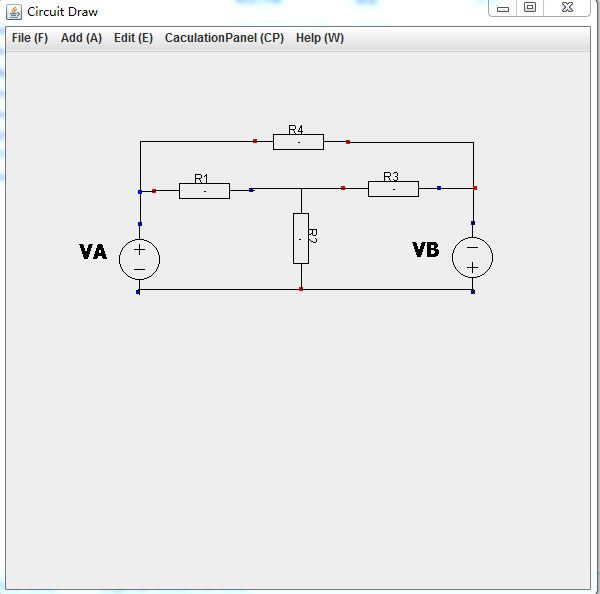 Circuit Draw
File (F) Add (A) Edit (E) CaculationPanel (CP) Help (W)
R4
R1
R3
R2
VA
+
−
VB
−
+